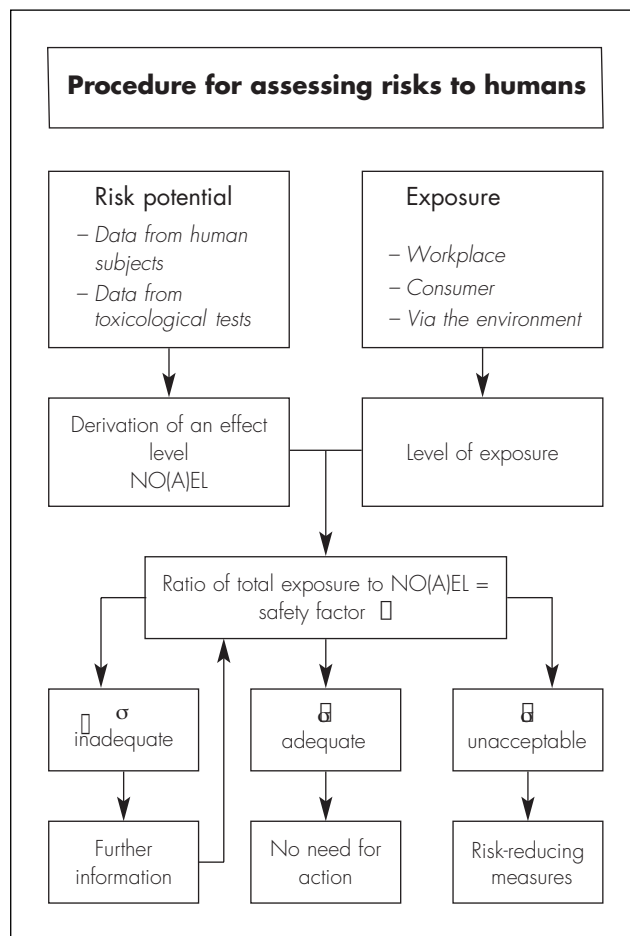 Procedure for assessing risks to humans
Risk potential
– Data from human
subjects
– Data from
toxicological tests
Exposure
– Workplace
– Consumer
– Via the environment
Derivation of an effect
level
NO(A)EL
Level of exposure
Ratio of total exposure to NO(A)EL =
safety factor
σ
inadequate
σ
adequate
σ
unacceptable
Further
information
No need for
action
Risk-reducing
measures